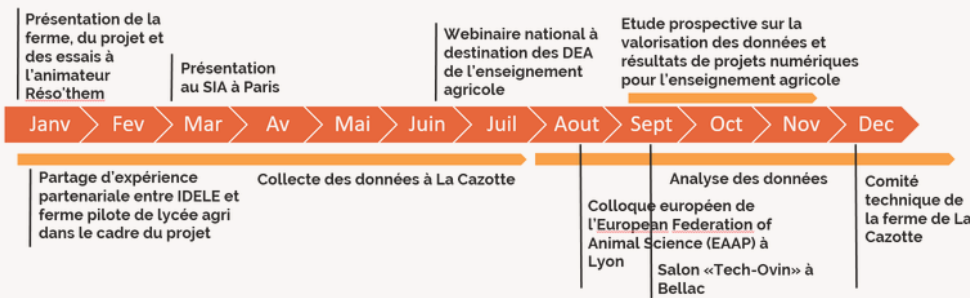 Présentation de la
ferme, du projet et
des essais à
l'animateur
Réso'them
Présentation
au SIA à Paris
Webinaire national à
destination des DEA
de l'enseignement
agricole
Etude prospective sur la
valorisation des données et
résultats de projets numériques
pour l'enseignement agricole
Janv Fev Mar Av Mai Juin Juil Aout Sept Oct Nov Dec
Partage d'expérience
partenariale entre IDELE et
ferme pilote de lycée agri
dans le cadre du projet
Collecte des données à La Cazotte
Analyse des données
Colloque européen de
l'European Federation of
Animal Science (EAAP) à
Lyon
Salon «Tech-Ovin» à
Bellac
Comité
technique de
la ferme de La
Cazotte